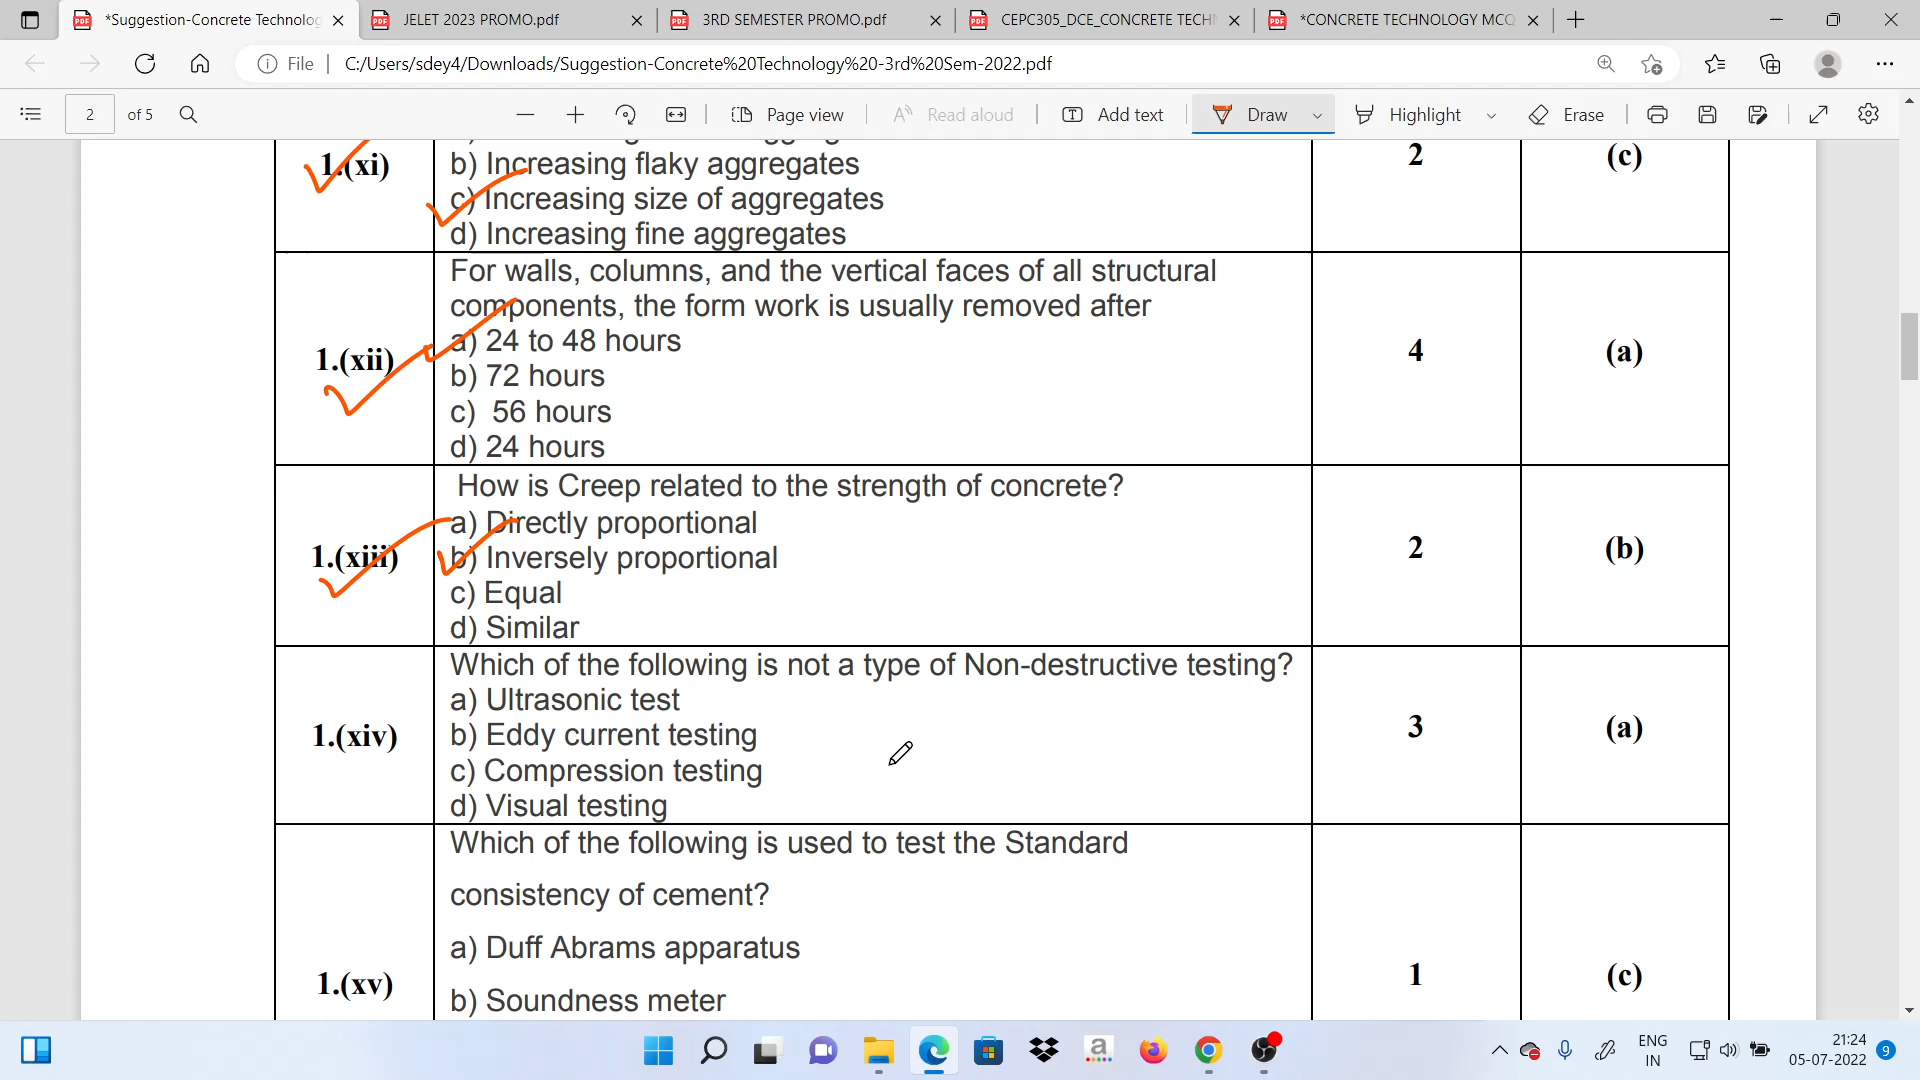 *Suggestion-Concrete Technolog
JELET 2023 PROMO.pdf
3RD SEMESTER PROMO.pdf
CEPC305_DCE_CONCRETE TECH
*CONCRETE TECHNOLOGY MCQ
File
C:/Users/sdey4/Downloads/Suggestion-Concrete%20Technology%20-3rd%20Sem-2022.pdf
2 of 5
Page view
Read aloud
Add text
Draw
Highlight
Erase
1.(xi)
b) Increasing flaky aggregates
c) Increasing size of aggregates
d) Increasing fine aggregates
2
(c)
1.(xii)
For walls, columns, and the vertical faces of all structural
components, the form work is usually removed after
a) 24 to 48 hours
b) 72 hours
c) 56 hours
d) 24 hours
4
(a)
1.(xiii)
How is Creep related to the strength of concrete?
a) Directly proportional
b) Inversely proportional
c) Equal
d) Similar
2
(b)
1.(xiv)
Which of the following is not a type of Non-destructive testing?
a) Ultrasonic test
b) Eddy current testing
c) Compression testing
d) Visual testing
3
(a)
1.(xv)
Which of the following is used to test the Standard
consistency of cement?
a) Duff Abrams apparatus
b) Soundness meter
1
(c)
ENG
IN
21:24
05-07-2022
9